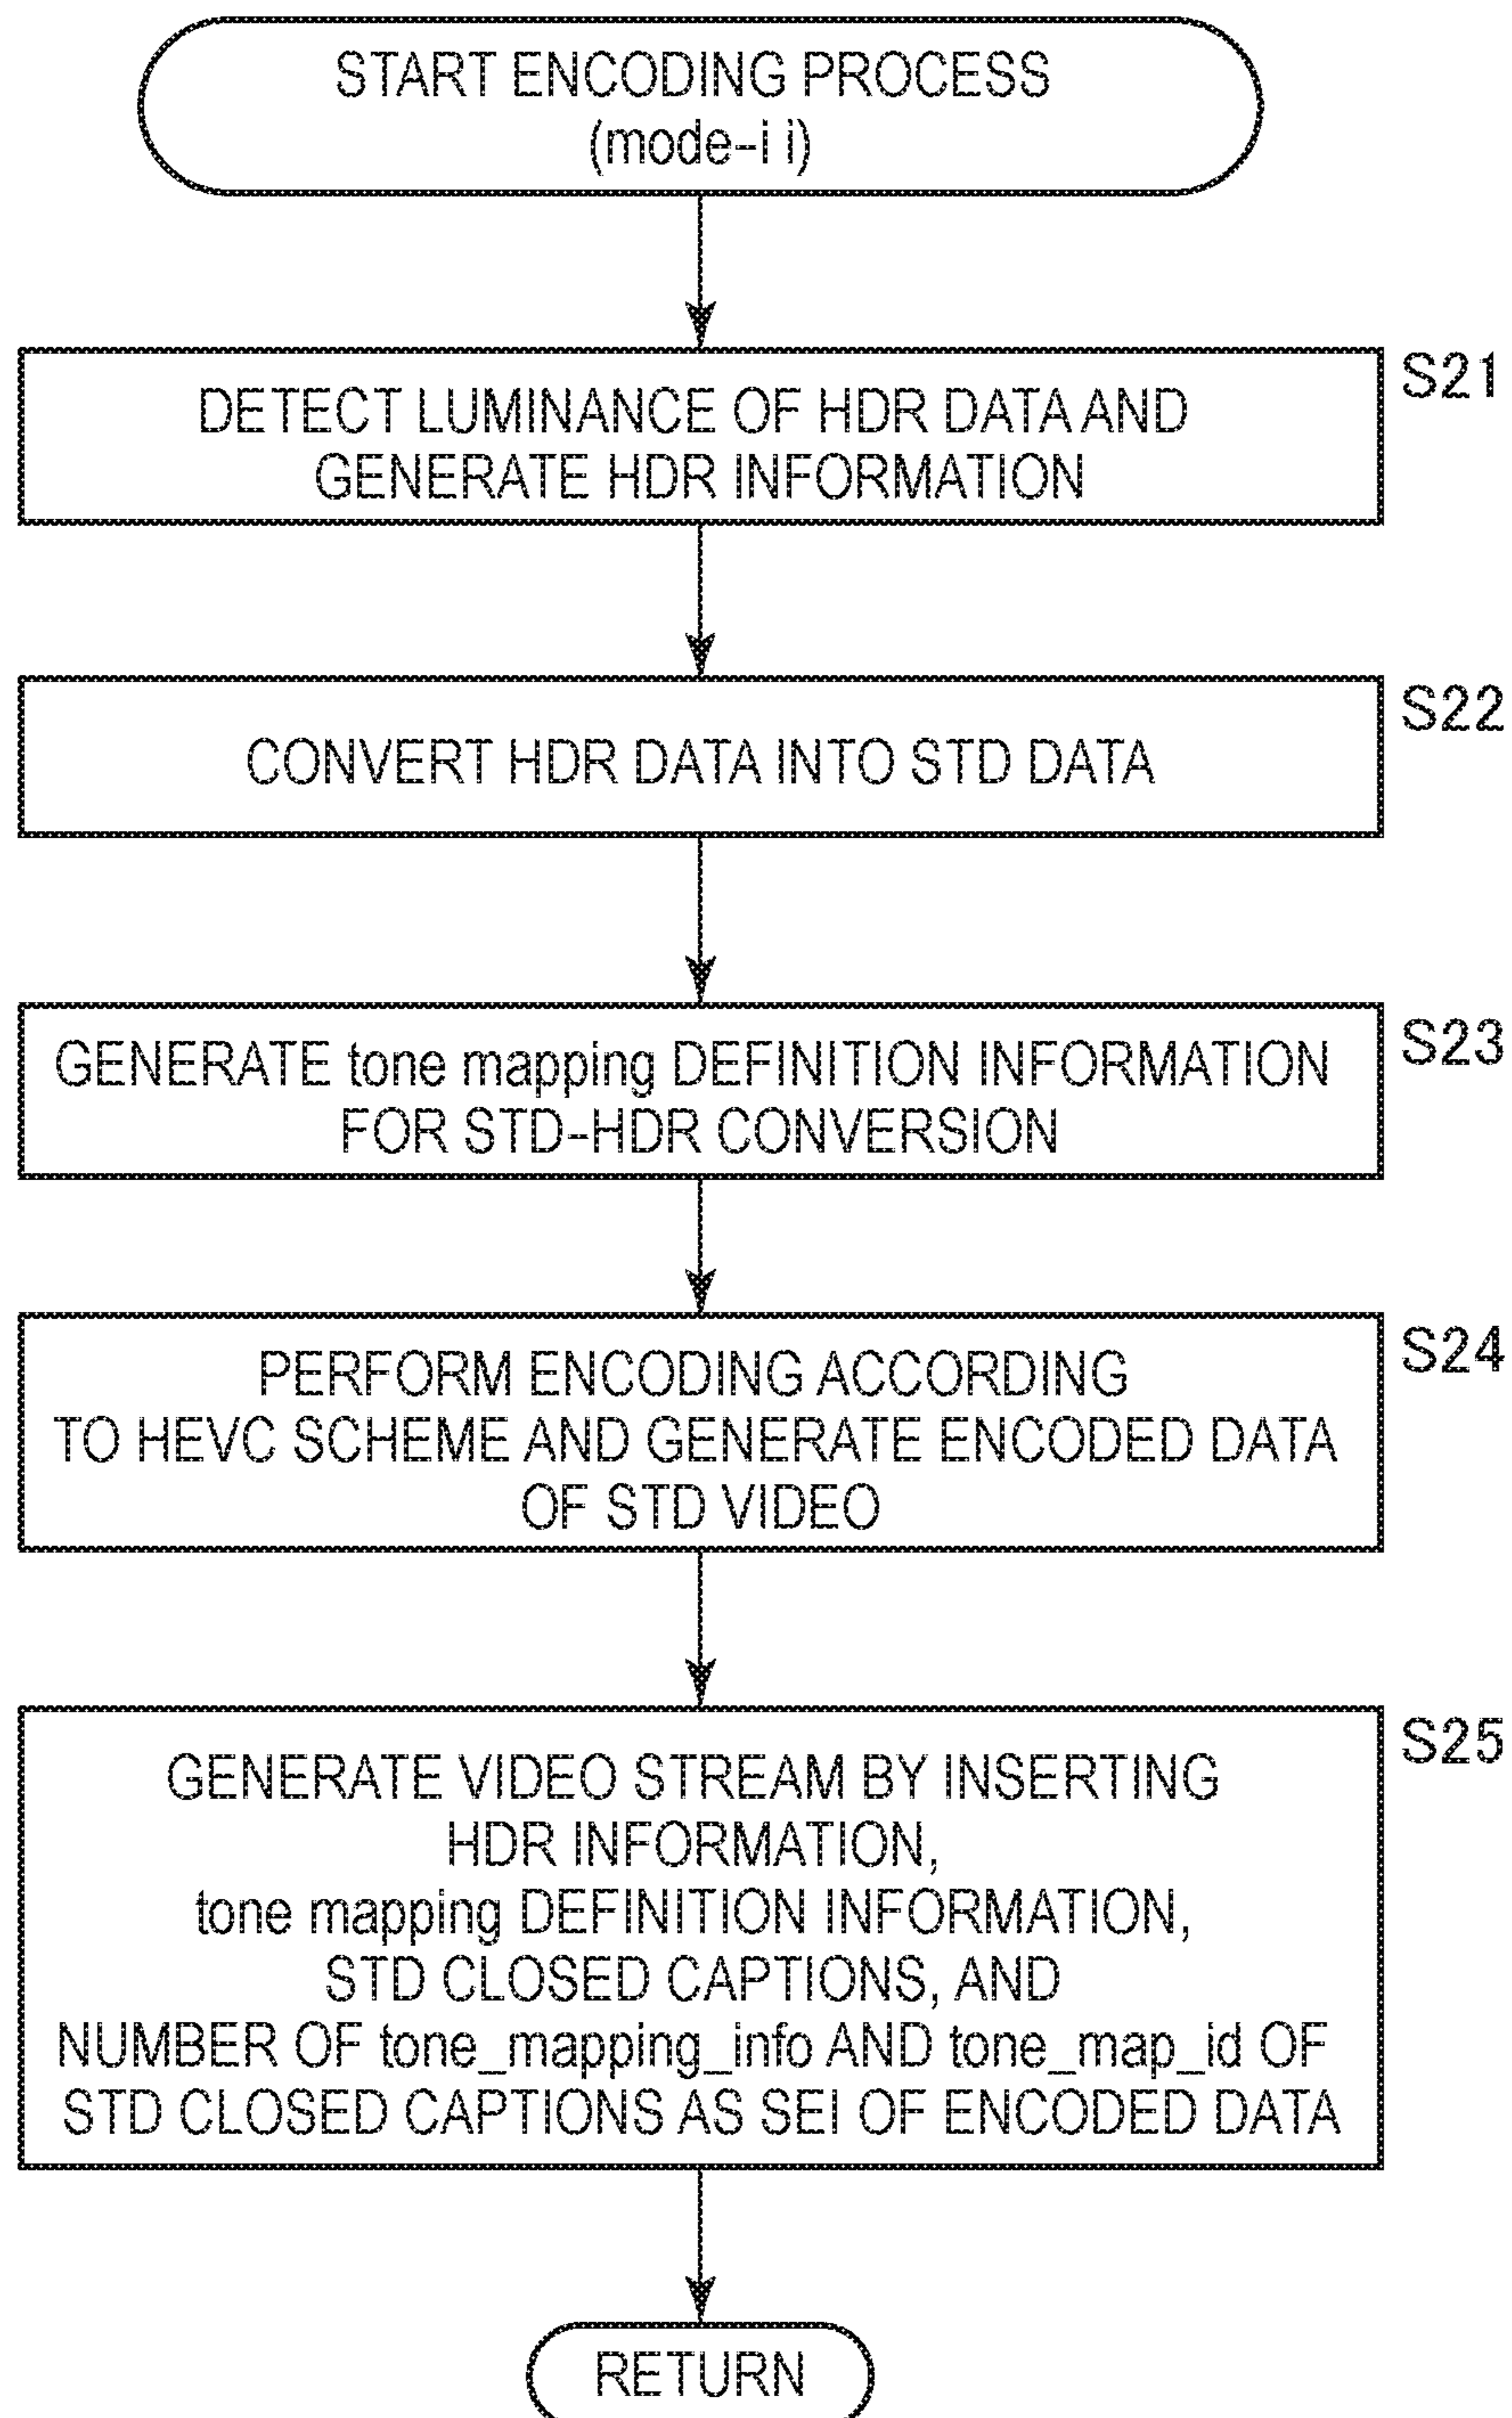 START ENCODING PROCESS
(mode-i i)
S21
DETECT LUMINANCE OF HDR DATA AND
GENERATE HDR INFORMATION
S22
CONVERT HDR DATA INTO STD DATA
S23
GENERATE tone mapping DEFINITION INFORMATION
FOR STD-HDR CONVERSION
S24
PERFORM ENCODING ACCORDING
TO HEVC SCHEME AND GENERATE ENCODED DATA
OF STD VIDEO
S25
GENERATE VIDEO STREAM BY INSERTING
HDR INFORMATION,
tone mapping DEFINITION INFORMATION,
STD CLOSED CAPTIONS, AND
NUMBER OF tone_mapping_info AND tone_map_id OF
STD CLOSED CAPTIONS AS SEI OF ENCODED DATA
RETURN